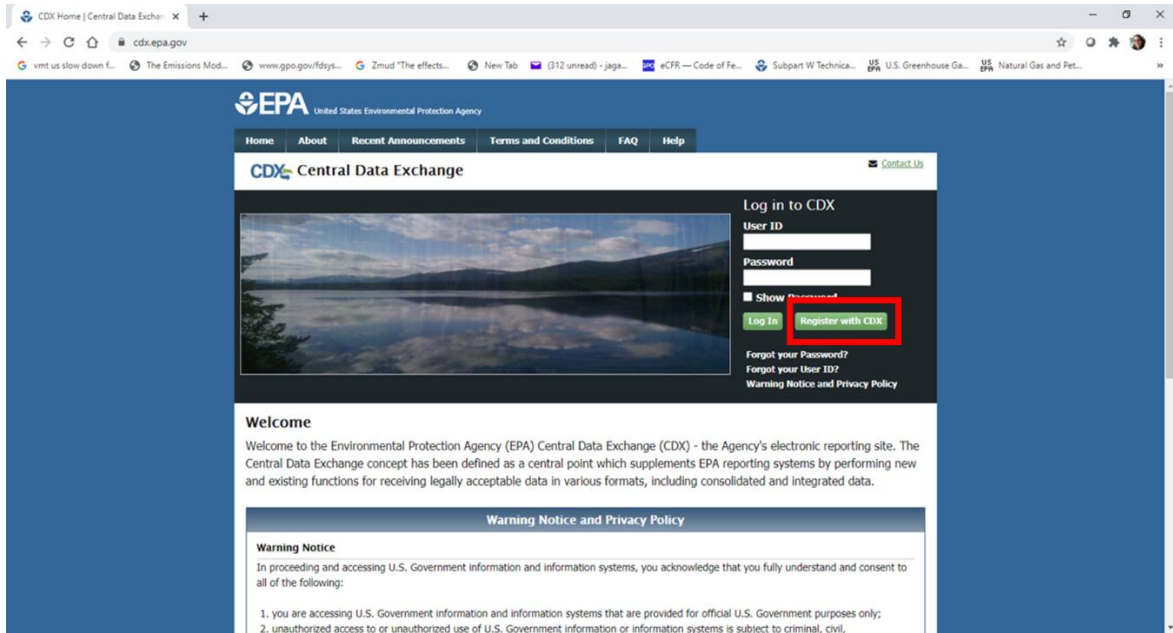 CDX Home | Central Data Exchan
cdx.epa.gov
vmt us slow down f... The Emissions Mod... www.gpo.gov/fdsys... Zmud "The effects... New Tab (312 unread) - jaga... eCFR — Code of Fe... Subpart W Technica... U.S. Greenhouse Ga... Natural Gas and Pet...
EPA United States Environmental Protection Agency
Home About Recent Announcements Terms and Conditions FAQ Help
CDX Central Data Exchange
Contact Us
Log in to CDX
User ID
Password
Show Password
Log In Register with CDX
Forgot your Password?
Forgot your User ID?
Warning Notice and Privacy Policy
Welcome
Welcome to the Environmental Protection Agency (EPA) Central Data Exchange (CDX) - the Agency's electronic reporting site. The
Central Data Exchange concept has been defined as a central point which supplements EPA reporting systems by performing new
and existing functions for receiving legally acceptable data in various formats, including consolidated and integrated data.
Warning Notice and Privacy Policy
Warning Notice
In proceeding and accessing U.S. Government information and information systems, you acknowledge that you fully understand and consent to
all of the following:
1. you are accessing U.S. Government information and information systems that are provided for official U.S. Government purposes only;
2. unauthorized access to or unauthorized use of U.S. Government information or information systems is subject to criminal, civil,